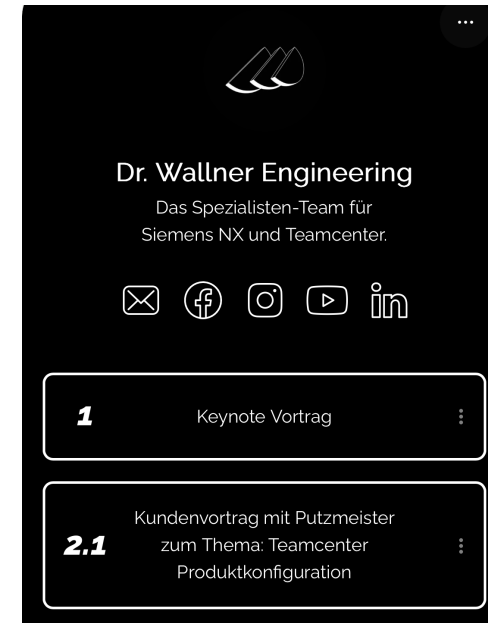 Dr. Wallner Engineering
Das Spezialisten-Team für
Siemens NX und Teamcenter.
1
Keynote Vortrag
2.1
Kundenvortrag mit Putzmeister
zum Thema: Teamcenter
Produktkonfiguration